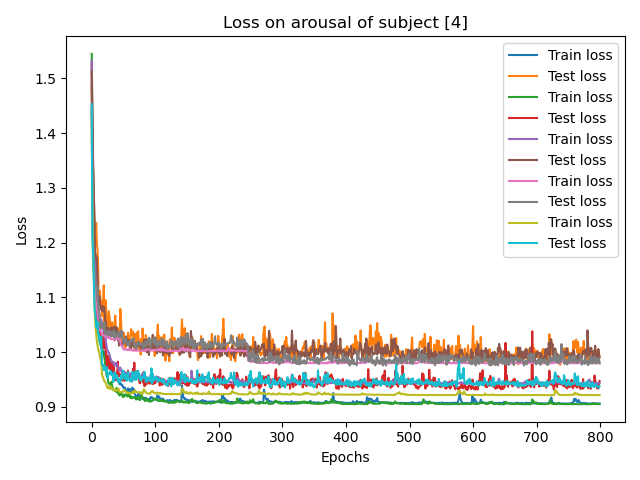 Loss on arousal of subject [4]
Train loss
Test loss
Train loss
Test loss
Train loss
Test loss
Train loss
Test loss
Train loss
Test loss
1.5
1.4
1.3
1.2
1.1
1.0
0.9
Loss
0 100 200 300 400 500 600 700 800
Epochs